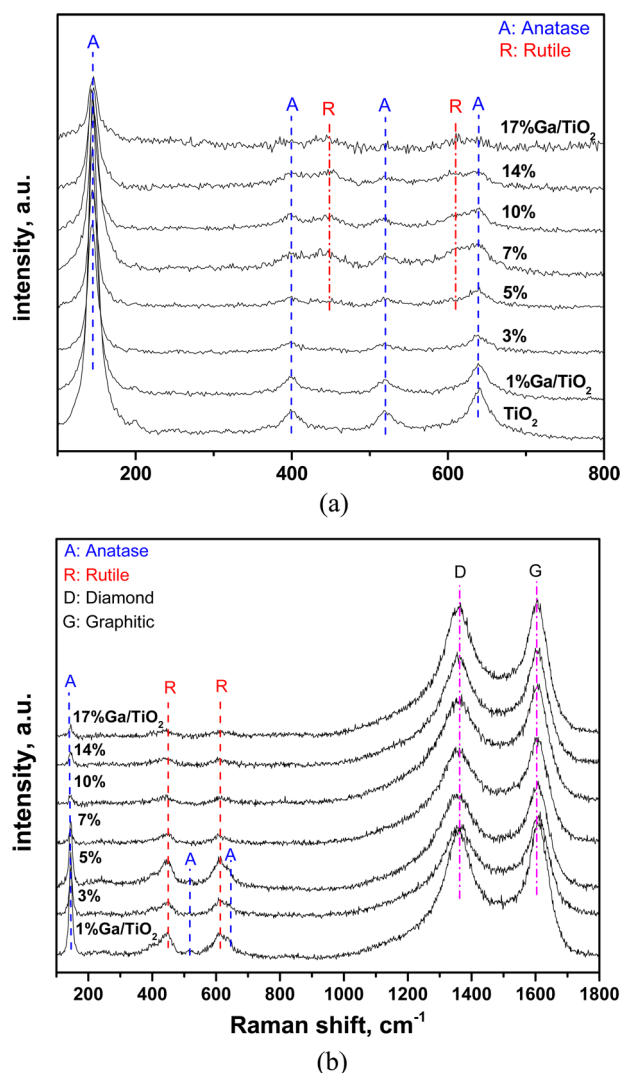 A: Anatase
R: Rutile
A
R
A
A
R
A
17%Ga/TiO₂
14%
10%
7%
5%
3%
1%Ga/TiO₂
TiO₂
intensity, a.u.
200
400
600
800
(a)
A: Anatase
R: Rutile
D: Diamond
G: Graphitic
D
G
A
R
R
17%Ga/TiO₂
14%
10%
7%
5%
A
A
3%
1%Ga/TiO₂
intensity, a.u.
200
400
600
800
1000
1200
1400
1600
1800
Raman shift, cm⁻¹
(b)